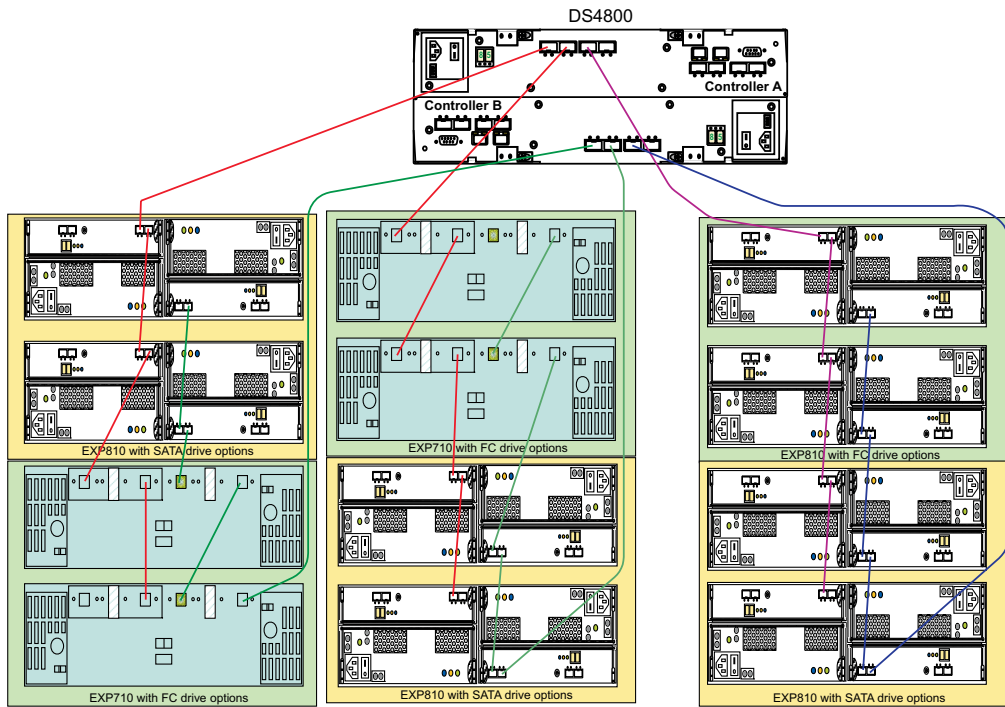 DS4800
Controller A
Controller B
EXP810 with SATA drive options
EXP710 with FC drive options
EXP810 with FC drive options
EXP710 with FC drive options
EXP810 with SATA drive options
EXP810 with SATA drive options